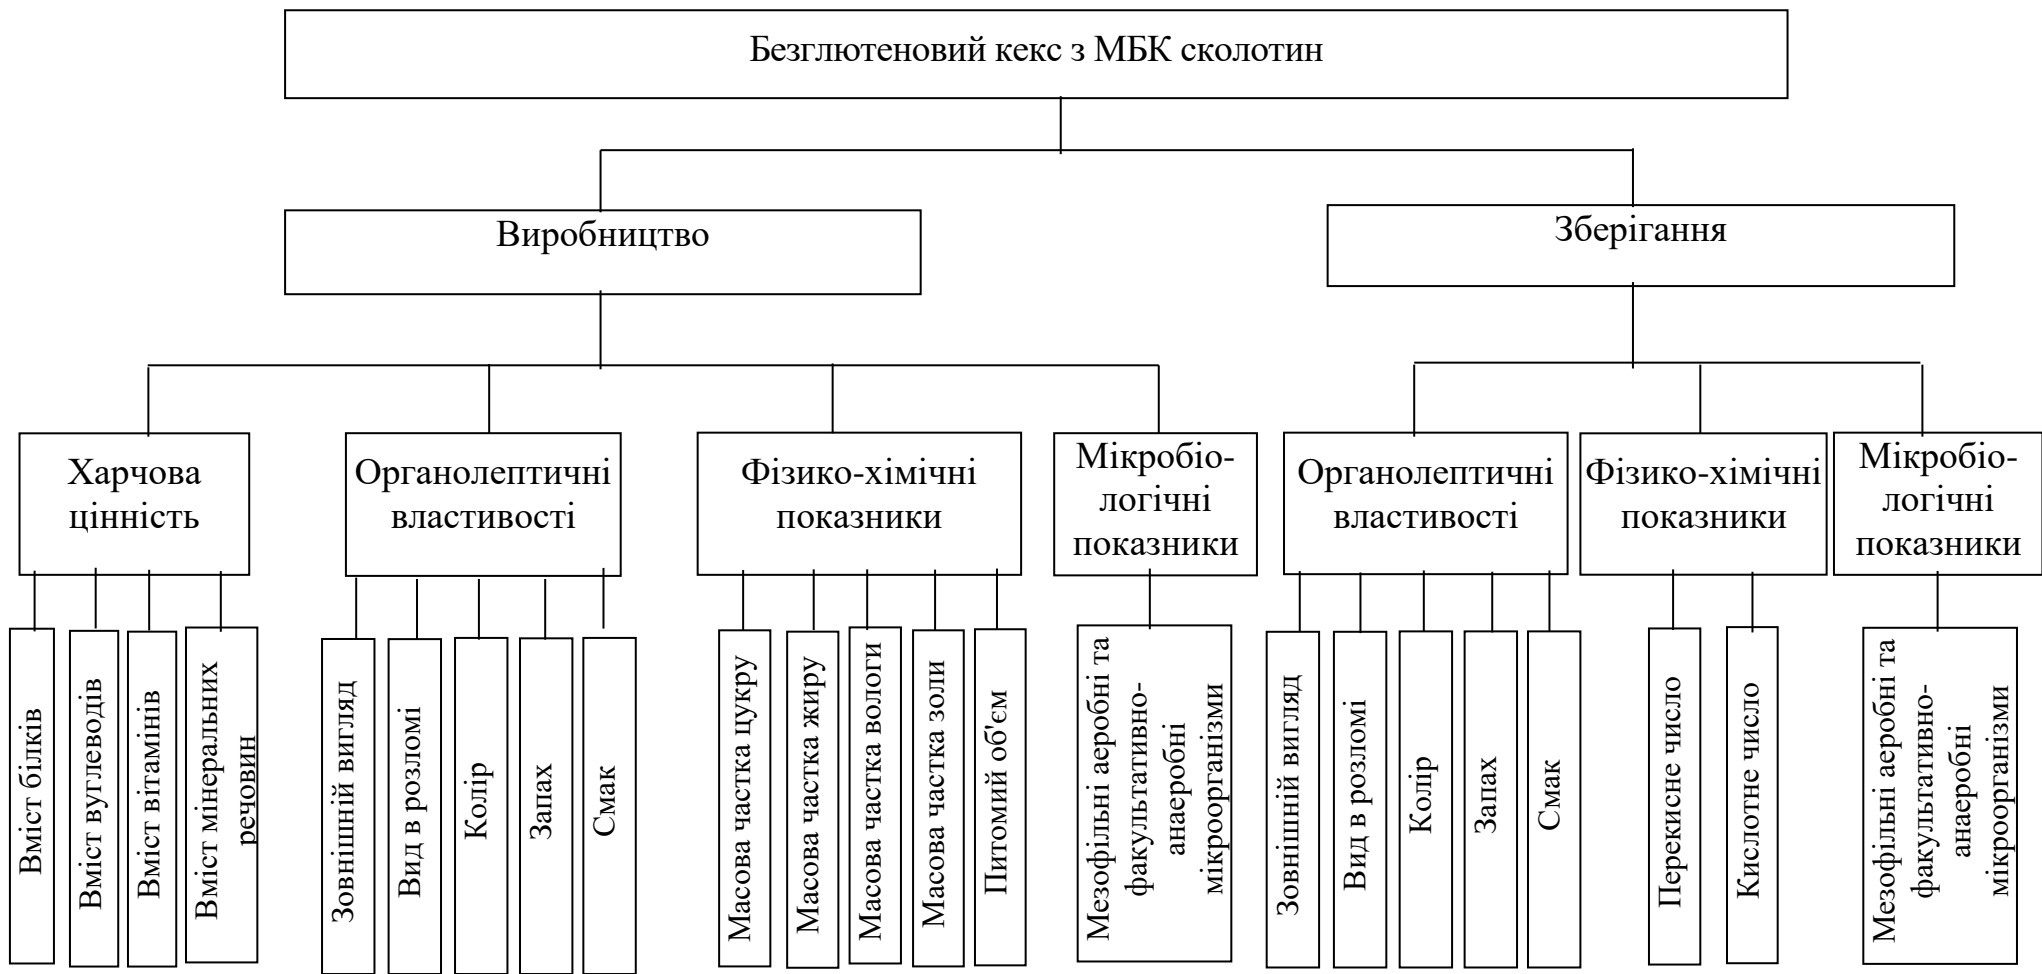 Безглютеновий кекс з МБК сколотин
Виробництво
Зберігання
Харчова
цінність
Органолептичні
властивості
Фізико-хімічні
показники
Мікробіо-
логічні
показники
Органолептичні
властивості
Фізико-хімічні
показники
Мікробіо-
логічні
показники
Вміст білків
Вміст вуглеводів
Вміст вітамінів
Вміст мінеральних
речовин
Зовнішній вигляд
Вид в розломі
Колір
Запах
Смак
Масова частка цукру
Масова частка жиру
Масова частка вологи
Масова частка золи
Питомий об'єм
Мезофільні аеробні та
факультативно-
анаеробні
мікроорганізми
Зовнішній вигляд
Вид в розломі
Колір
Запах
Смак
Перекисне число
Кислотне число
Мезофільні аеробні та
факультативно-
анаеробні
мікроорганізми